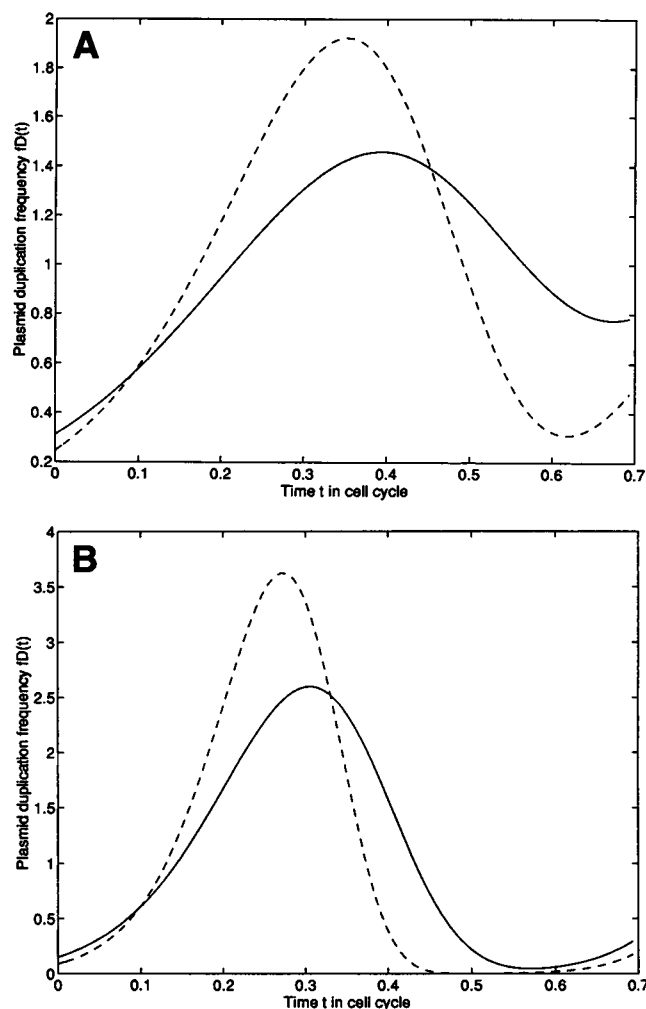 A
2
1.8
1.6
1.4
1.2
1
0.8
0.6
0.4
0.2
Plasmid duplication frequency fD(t)
0 0.1 0.2 0.3 0.4 0.5 0.6 0.7
Time t in cell cycle
B
4
3.5
3
2.5
2
1.5
1
0.5
0
Plasmid duplication frequency fD(t)
0 0.1 0.2 0.3 0.4 0.5 0.6 0.7
Time t in cell cycle